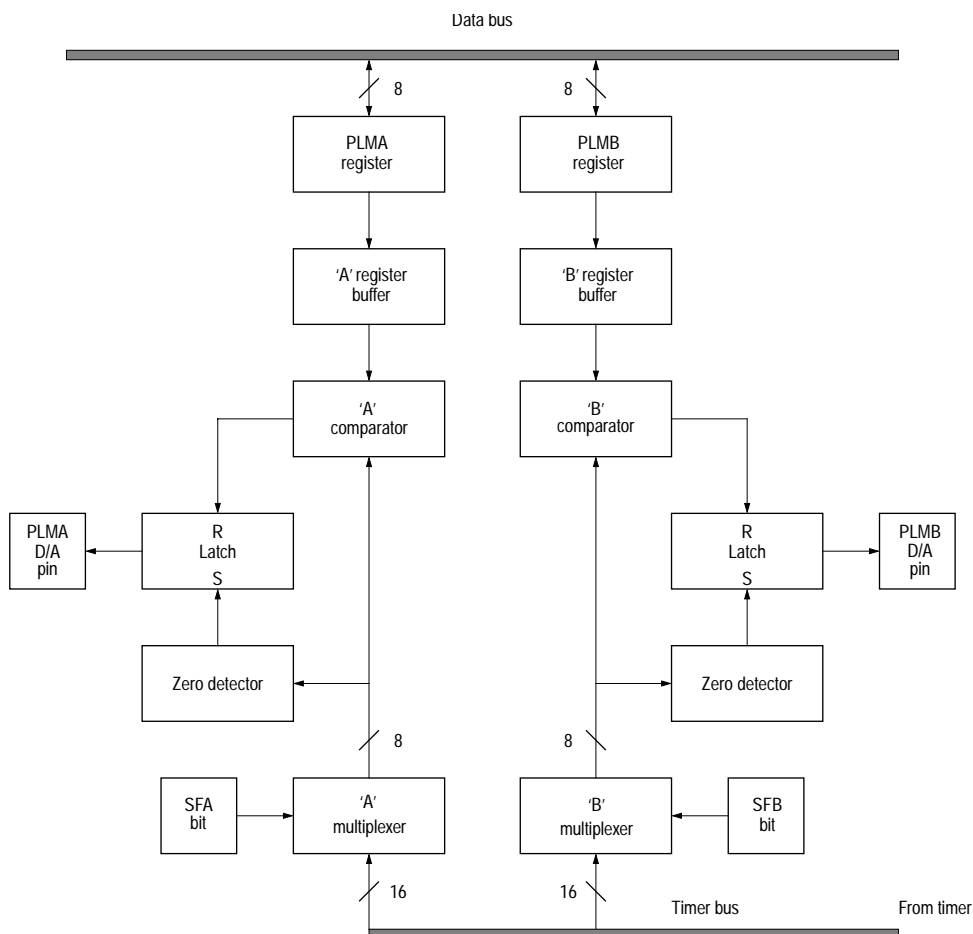 Data bus
8
8
PLMA
register
PLMB
register
‘A’ register
buffer
‘B’ register
buffer
‘A’
comparator
‘B’
comparator
PLMA
D/A
pin
R
Latch
S
R
Latch
S
PLMB
D/A
pin
Zero detector
Zero detector
8
8
SFA
bit
‘A’
multiplexer
‘B’
multiplexer
SFB
bit
16
16
Timer bus
From timer